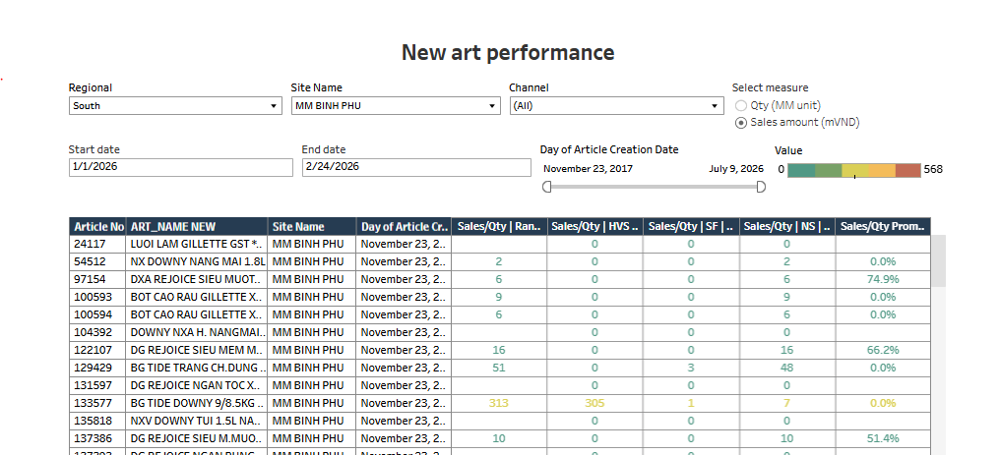 New art performance
Regional Site Name Channel Select measure
South MM BINH PHU (All) Qty (MM unit)
Sales amount (mVND)
Start date End date Day of Article Creation Date Value
1/1/2026 2/24/2026 November 23, 2017 July 9, 2026 0 568
Article No ART_NAME NEW Site Name Day of Article Cr.. Sales/Qty | Ran.. Sales/Qty | HVS .. Sales/Qty | SF | .. Sales/Qty | NS | .. Sales/Qty Prom..
24117 LUOI LAM GILLETTE GST *.. MM BINH PHU November 23, 2.. 0 0 0
54512 NX DOWNY NANG MAI 1.8L MM BINH PHU November 23, 2.. 2 0 0 2 0.0%
97154 DXA REJOICE SIEU MUOT.. MM BINH PHU November 23, 2.. 6 0 0 6 74.9%
100593 BOT CAO RAU GILLETTE X.. MM BINH PHU November 23, 2.. 9 0 0 9 0.0%
100594 BOT CAO RAU GILLETTE X.. MM BINH PHU November 23, 2.. 6 0 0 6 0.0%
104392 DOWNY NXA H. NANGMAI.. MM BINH PHU November 23, 2.. 0 0 0
122107 DG REJOICE SIEU MEM M.. MM BINH PHU November 23, 2.. 16 0 0 16 66.2%
129429 BG TIDE TRANG CH.DUNG .. MM BINH PHU November 23, 2.. 51 0 3 48 0.0%
131597 DG REJOICE NGAN TOC X.. MM BINH PHU November 23, 2.. 0 0 0
133577 BG TIDE DOWNY 9/8.5KG .. MM BINH PHU November 23, 2.. 313 305 1 7 0.0%
135818 NXV DOWNY TUI 1.5L NA.. MM BINH PHU November 23, 2.. 0 0 0
137386 DG REJOICE SIEU M.MUO... MM BINH PHU November 23, 2.. 10 0 0 10 51.4%